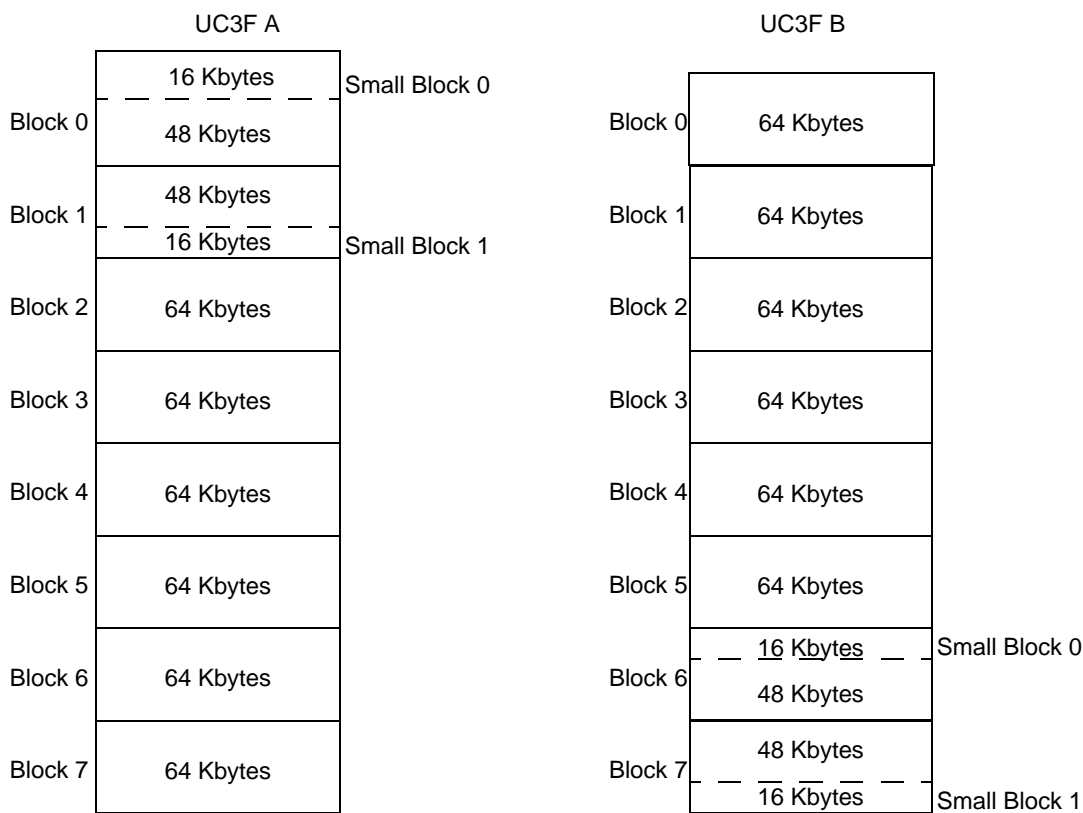 UC3F A
16 Kbytes
Small Block 0
Block 0
48 Kbytes
48 Kbytes
Block 1
16 Kbytes
Small Block 1
Block 2
64 Kbytes
Block 3
64 Kbytes
Block 4
64 Kbytes
Block 5
64 Kbytes
Block 6
64 Kbytes
Block 7
64 Kbytes
UC3F B
Block 0
64 Kbytes
Block 1
64 Kbytes
Block 2
64 Kbytes
Block 3
64 Kbytes
Block 4
64 Kbytes
Block 5
64 Kbytes
16 Kbytes
Small Block 0
Block 6
48 Kbytes
48 Kbytes
Block 7
16 Kbytes
Small Block 1